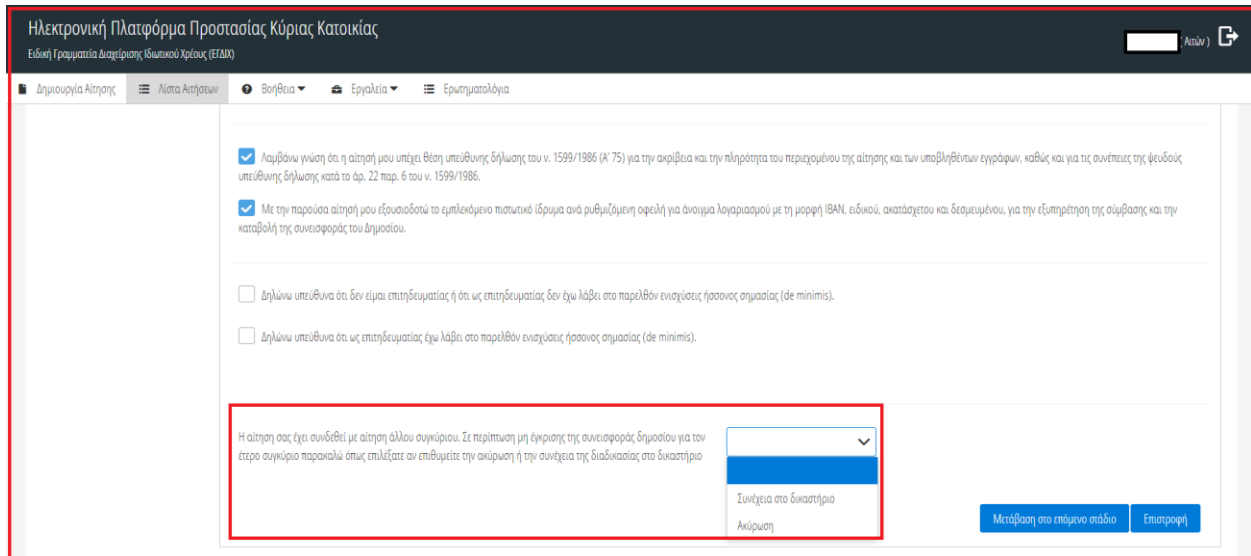 Ηλεκτρονική Πλατφόρμα Προστασίας Κύριας Κατοικίας
Ειδική Γραμματεία Διαχείρισης Ιδιωτικού Χρέους (ΕΓΔΙΧ)
Αιτών )
Δημιουργία Αίτησης Λίστα Αιτήσεων Βοήθεια Εργαλεία Ερωτηματολόγια
Λαμβάνω γνώση ότι η αίτησή μου υπέχει θέση υπεύθυνης δήλωσης του ν. 1599/1986 (Α' 75) για την ακρίβεια και την πληρότητα του περιεχομένου της αίτησης και των υποβληθέντων εγγράφων, καθώς και για τις συνέπειες της ψευδούς
υπεύθυνης δήλωσης κατά το άρ. 22 παρ. 6 του ν. 1599/1986.
Με την παρούσα αίτησή μου εξουσιοδοτώ το εμπλεκόμενο πιστωτικό ίδρυμα ανά ρυθμιζόμενη οφειλή για άνοιγμα λογαριασμού με τη μορφή IBAN, ειδικού, ακατάσχετου και δεσμευμένου, για την εξυπηρέτηση της σύμβασης και την
καταβολή της συνεισφοράς του Δημοσίου.
Δηλώνω υπεύθυνα ότι δεν είμαι επιτηδευματίας ή ότι ως επιτηδευματίας δεν έχω λάβει στο παρελθόν ενισχύσεις ήσσονος σημασίας (de minimis).
Δηλώνω υπεύθυνα ότι ως επιτηδευματίας έχω λάβει στο παρελθόν ενισχύσεις ήσσονος σημασίας (de minimis).
Η αίτηση σας έχει συνδεθεί με αίτηση άλλου συγκύριου. Σε περίπτωση μη έγκρισης της συνεισφοράς δημοσίου για τον
έτερο συγκύριο παρακαλώ όπως επιλέξατε αν επιθυμείτε την ακύρωση ή την συνέχεια της διαδικασίας στο δικαστήριο
Συνέχεια στο δικαστήριο
Ακύρωση
Μετάβαση στο επόμενο στάδιο Επιστροφή